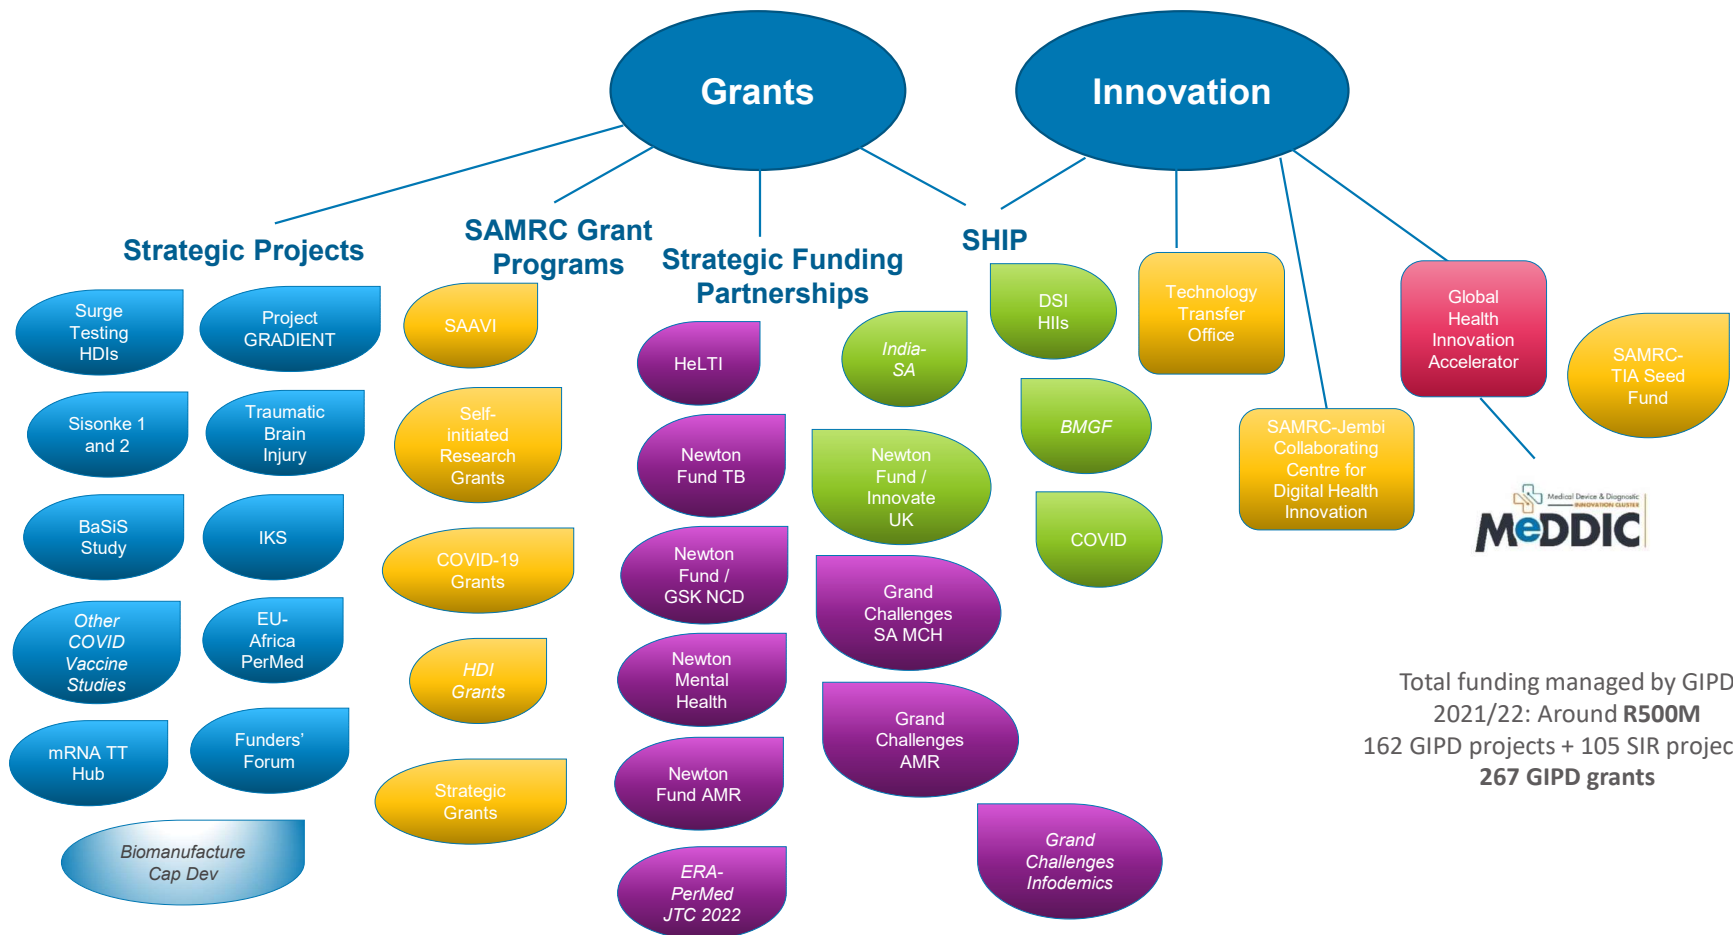 Grants
Innovation
Strategic Projects
SAMRC Grant
Programs
Strategic Funding
Partnerships
SHIP
Surge
Testing
HDIs
Project
GRADIENT
Sisonke 1
and 2
Traumatic
Brain
Injury
BaSiS
Study
IKS
Other
COVID
Vaccine
Studies
EU-
Africa
PerMed
mRNA TT
Hub
Funders’
Forum
Biomanufacture
Cap Dev
SAAVI
Self-
initiated
Research
Grants
COVID-19
Grants
HDI
Grants
Strategic
Grants
HeLTI
Newton
Fund TB
Newton
Fund /
GSK NCD
Newton
Mental
Health
Newton
Fund AMR
ERA-
PerMed
JTC 2022
India-
SA
Newton
Fund /
Innovate
UK
Grand
Challenges
SA MCH
Grand
Challenges
AMR
Grand
Challenges
Infodemics
DSI
HIIs
BMGF
COVID
Technology
Transfer
Office
SAMRC-Jembi
Collaborating
Centre for
Digital Health
Innovation
Global
Health
Innovation
Accelerator
SAMRC-
TIA Seed
Fund
Medical Device & Diagnostic
INNOVATION CLUSTER
MeDDIC
Total funding managed by GIPD
2021/22: Around R500M
162 GIPD projects + 105 SIR projec
267 GIPD grants